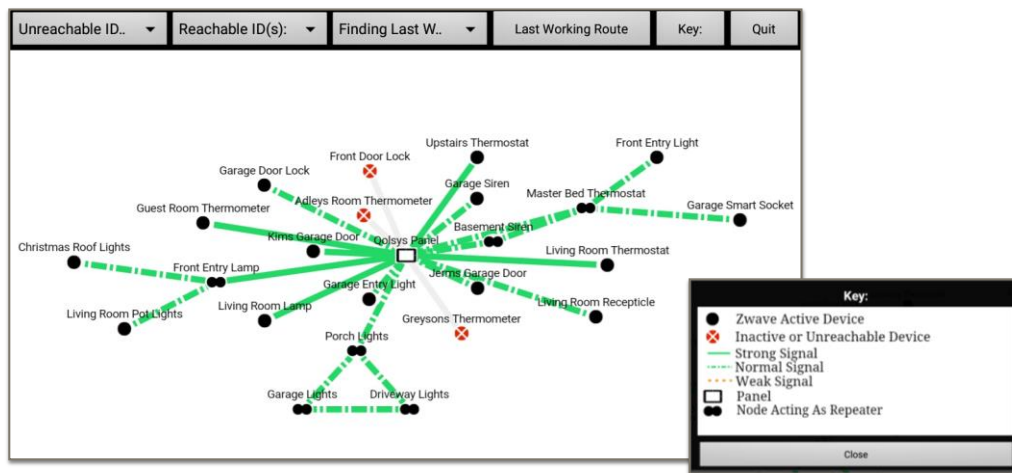 Unreachable ID..
Reachable ID(s):
Finding Last W..
Last Working Route
Key:
Quit
Upstairs Thermostat
Front Entry Light
Front Door Lock
Garage Door Lock
Garage Siren
Master Bed Thermostat
Adleys Room Thermometer
Guest Room Thermometer
Garage Smart Socket
Basement Siren
Kims Garage Door
Qolsys Panel
Christmas Roof Lights
Living Room Thermostat
Front Entry Lamp
Jerms Garage Door
Garage Entry Light
Living Room Lamp
Living Room Recepticle
Living Room Pot Lights
Greysons Thermometer
Porch Lights
Garage Lights
Driveway Lights
Key:
Zwave Active Device
Inactive or Unreachable Device
Strong Signal
Normal Signal
Weak Signal
Panel
Node Acting As Repeater
Close